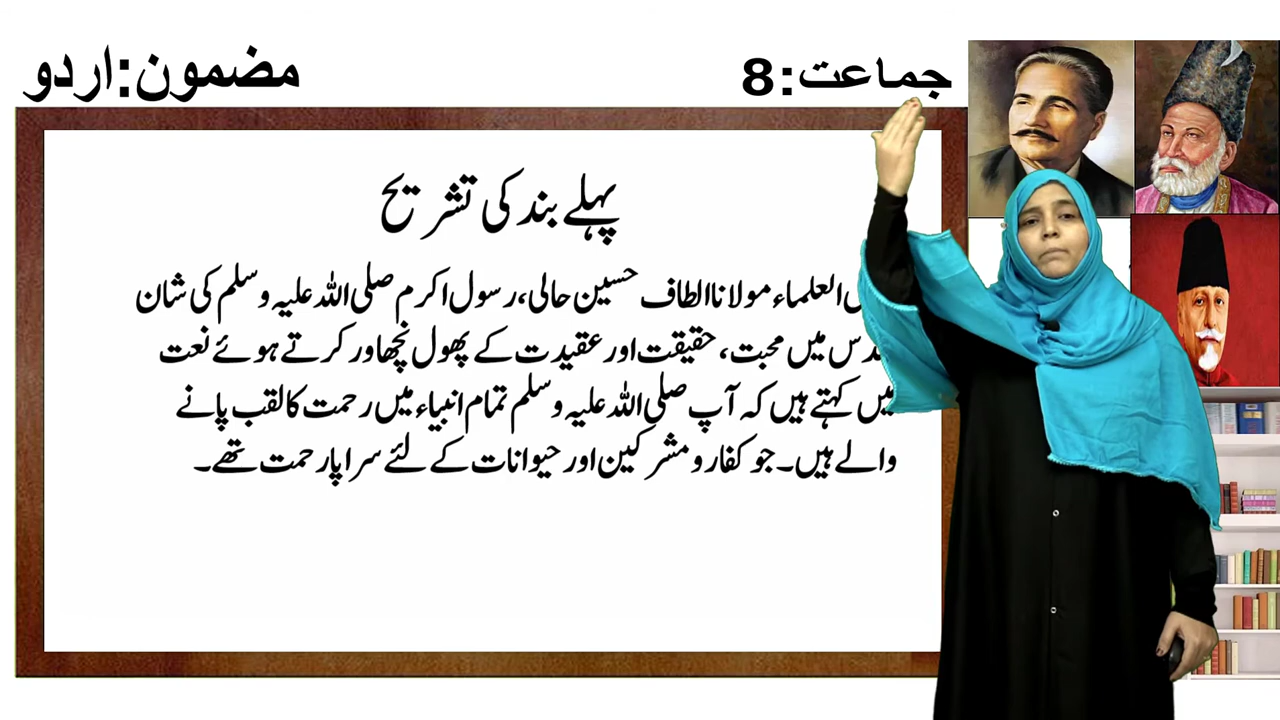 جماعت:8
مضمون:اردو
پہلے بند کی تشریح
العلماء مولانا الطاف حسین حالی، رسول اکرم صلی اللہ علیہ وسلم کی شان
میں محبت، حقیقت اور عقیدت کے پھول نچھاور کرتے ہوئے نعت
میں کہتے ہیں کہ آپ صلی اللہ علیہ وسلم تمام انبیاء میں رحمت کا لقب پانے
والے ہیں۔ جو کفار و مشرکین اور حیوانات کے لئے سراپا رحمت تھے۔